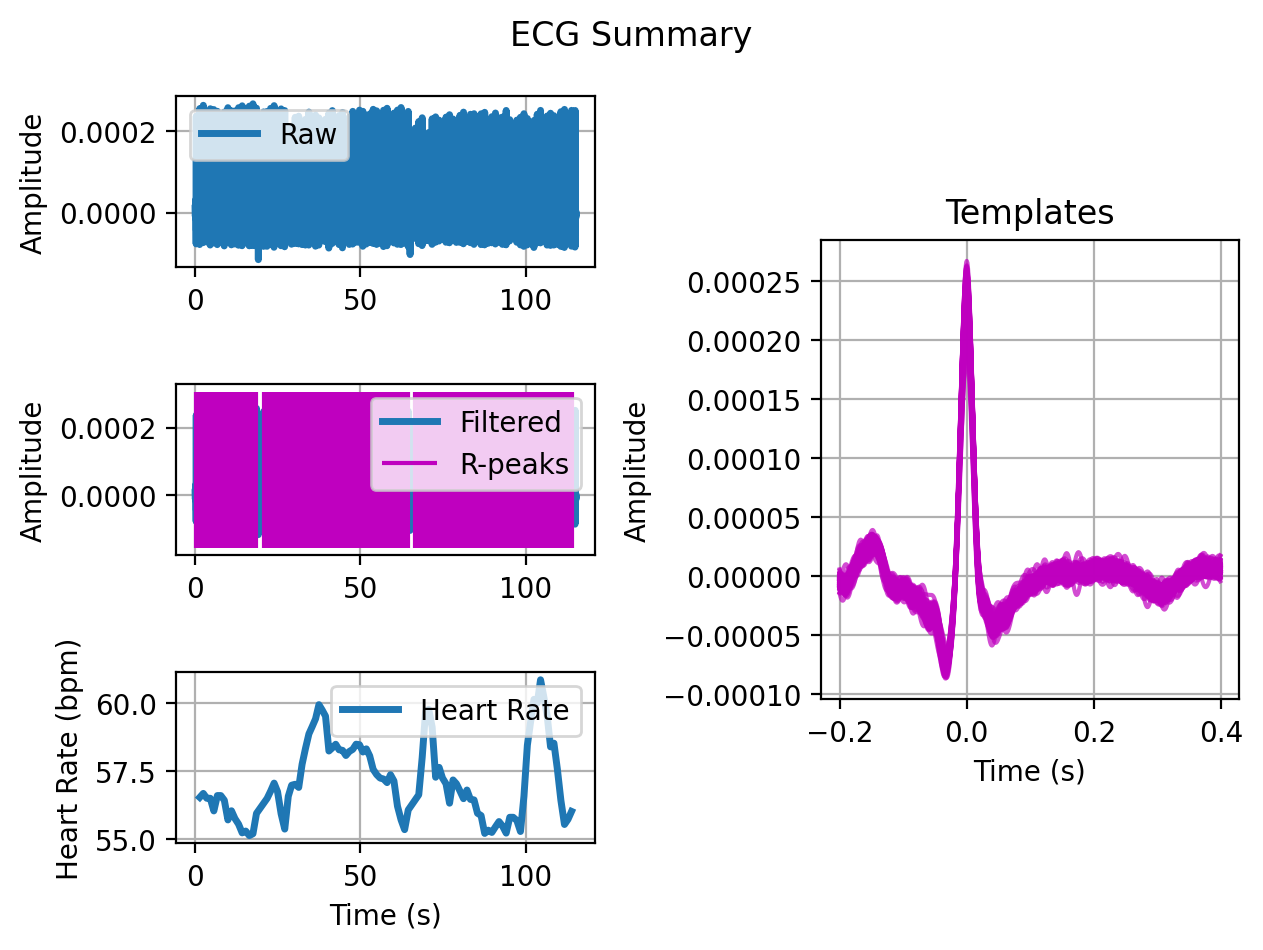 ECG Summary
Amplitude
0.0002
0.0000
Raw
0 50 100
Amplitude
0.0002
0.0000
Filtered
R-peaks
0 50 100
Heart Rate (bpm)
60.0
57.5
55.0
Heart Rate
0 50 100
Time (s)
Templates
Amplitude
0.00025
0.00020
0.00015
0.00010
0.00005
0.00000
−0.00005
−0.00010
−0.2 0.0 0.2 0.4
Time (s)